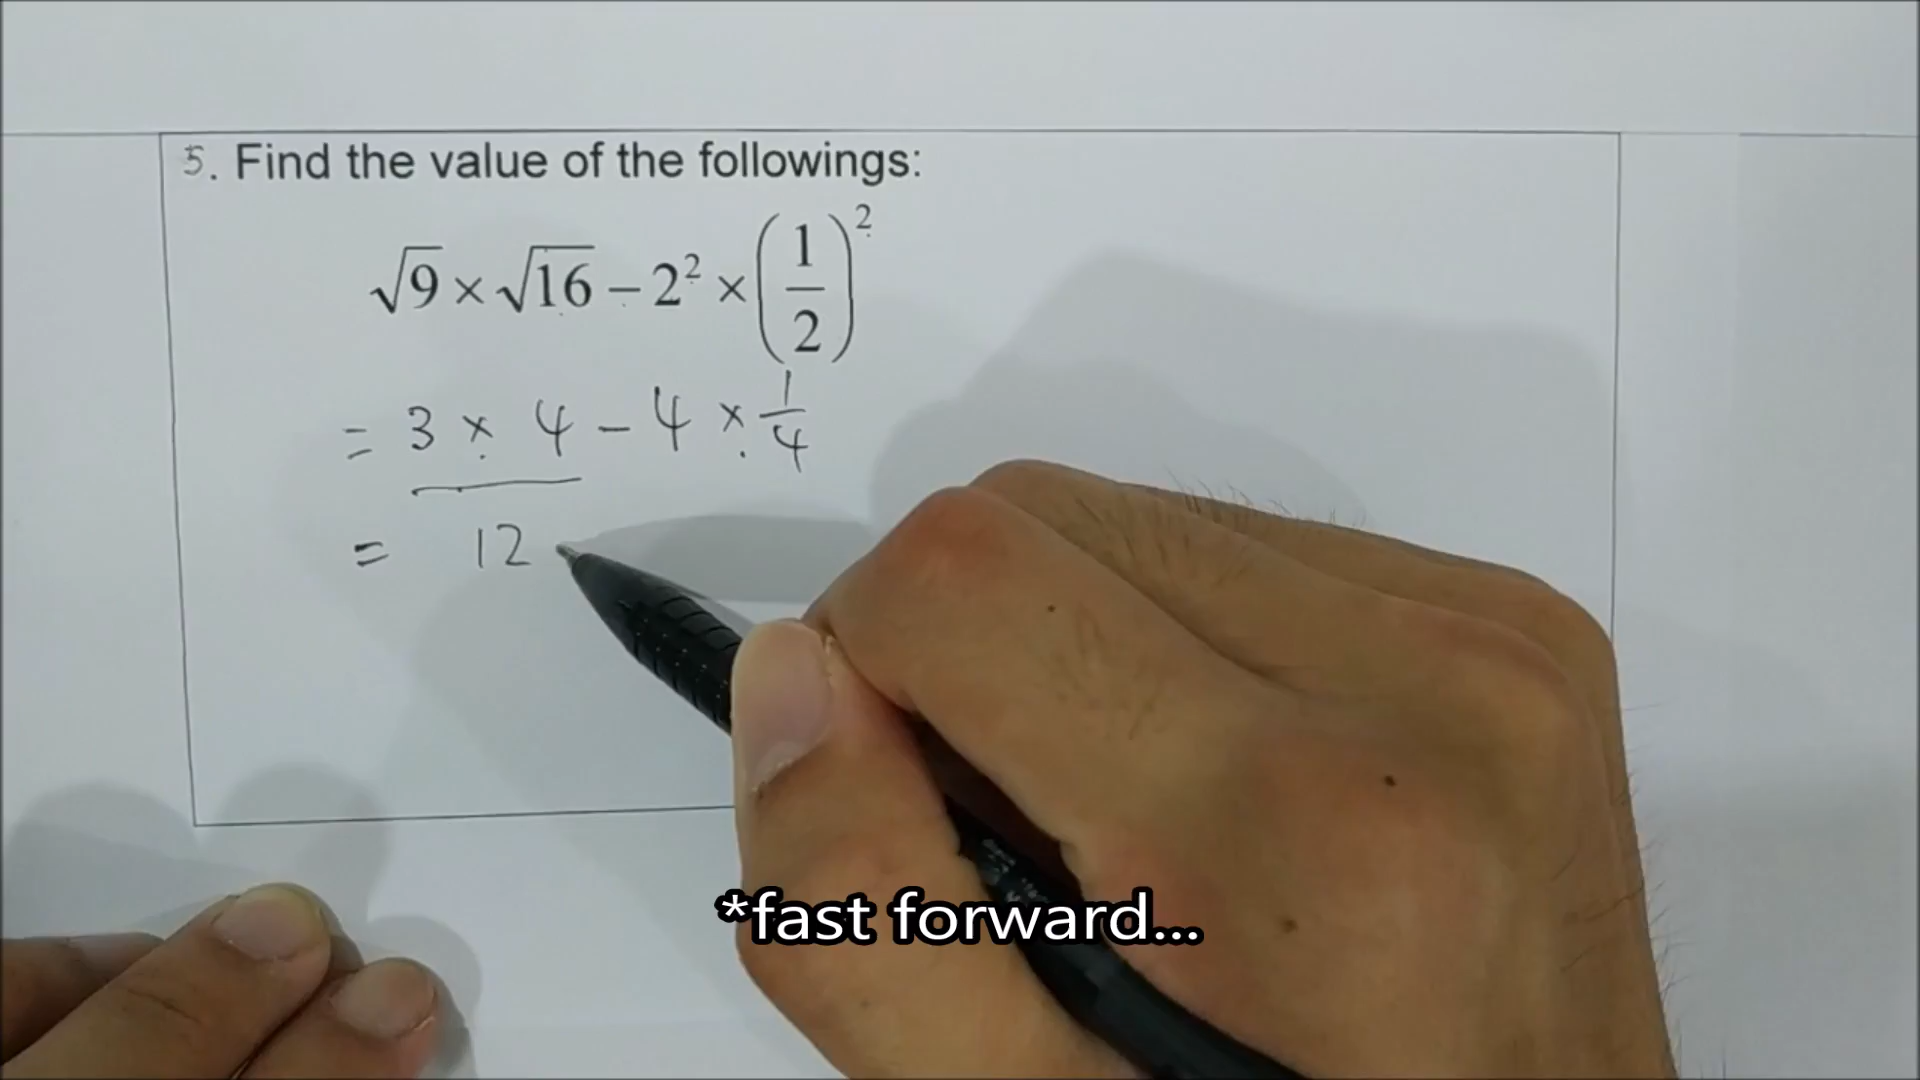 5. Find the value of the followings:
√9 × √16 − 2² × (1/2)²
= 3 × 4 − 4 × 1/4
= 12
*fast forward...